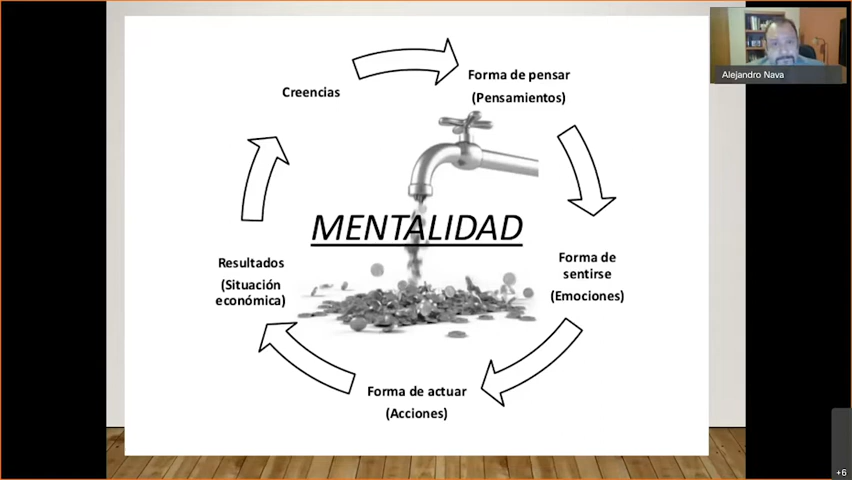 Creencias
Forma de pensar
(Pensamientos)
MENTALIDAD
Forma de
sentirse
(Emociones)
Forma de actuar
(Acciones)
Resultados
(Situación
económica)
Alejandro Nava
+6